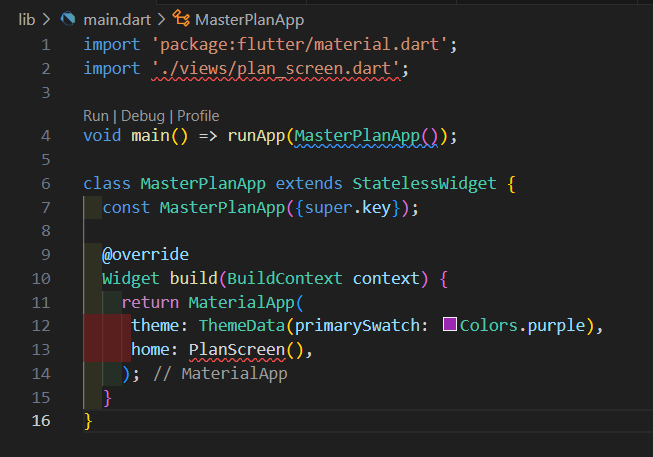 lib > main.dart > MasterPlanApp
1 import 'package:flutter/material.dart';
2 import './views/plan_screen.dart';
3
Run | Debug | Profile
4 void main() => runApp(MasterPlanApp());
5
6 class MasterPlanApp extends StatelessWidget {
7   const MasterPlanApp({super.key});
8
9   @override
10   Widget build(BuildContext context) {
11     return MaterialApp(
12       theme: ThemeData(primarySwatch: Colors.purple),
13       home: PlanScreen(),
14     ); // MaterialApp
15   }
16 }